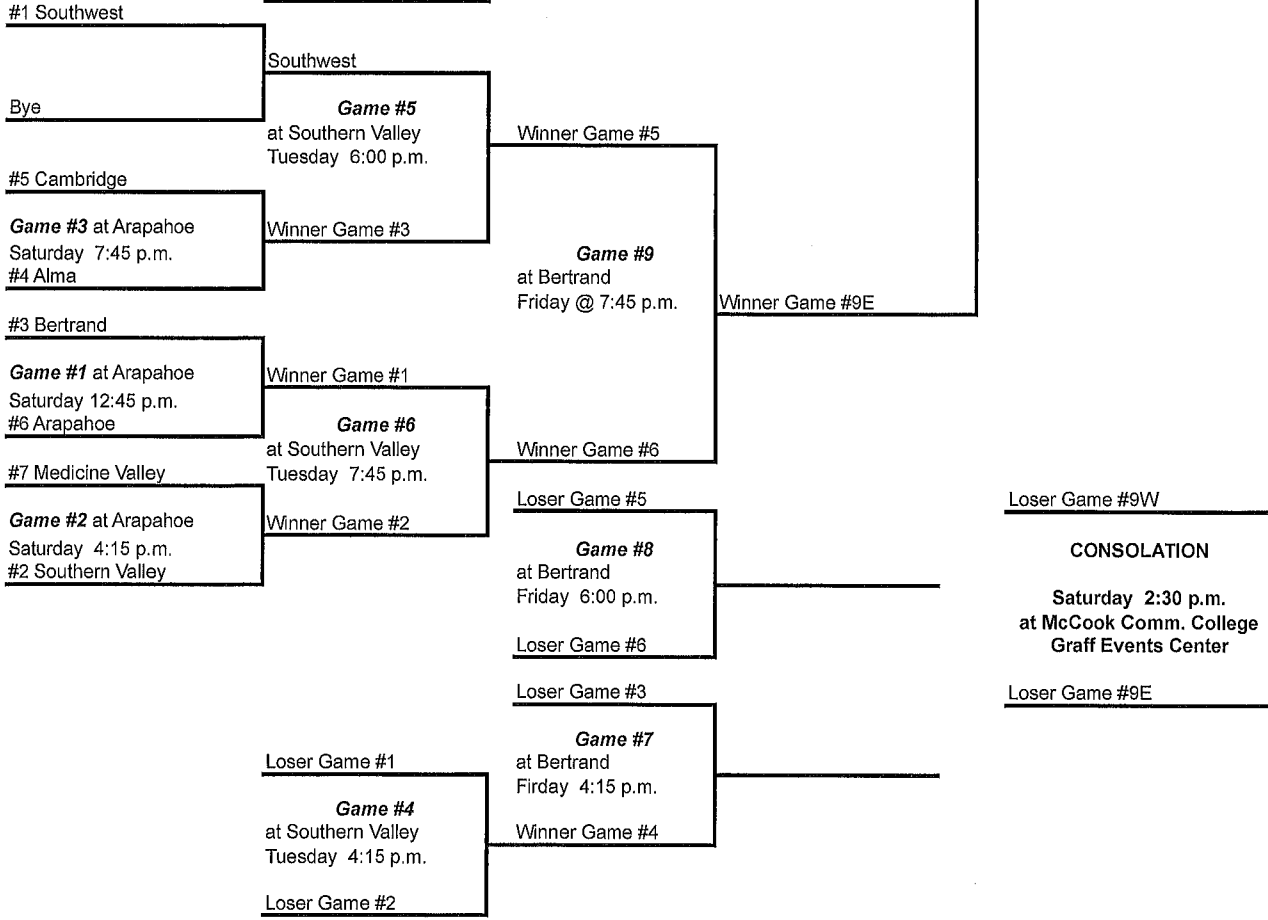 #1 Southwest
Southwest
Bye
Game #5
at Southern Valley
Tuesday 6:00 p.m.
Winner Game #5
#5 Cambridge
Game #3 at Arapahoe
Saturday 7:45 p.m.
#4 Alma
Winner Game #3
Game #9
at Bertrand
Friday @ 7:45 p.m.
Winner Game #9E
#3 Bertrand
Game #1 at Arapahoe
Saturday 12:45 p.m.
#6 Arapahoe
Winner Game #1
Game #6
at Southern Valley
Tuesday 7:45 p.m.
Winner Game #6
#7 Medicine Valley
Game #2 at Arapahoe
Saturday 4:15 p.m.
#2 Southern Valley
Winner Game #2
Loser Game #5
Game #8
at Bertrand
Friday 6:00 p.m.
Loser Game #6
Loser Game #9W
CONSOLATION
Saturday 2:30 p.m.
at McCook Comm. College
Graff Events Center
Loser Game #9E
Loser Game #3
Game #7
at Bertrand
Firday 4:15 p.m.
Winner Game #4
Loser Game #1
Game #4
at Southern Valley
Tuesday 4:15 p.m.
Loser Game #2